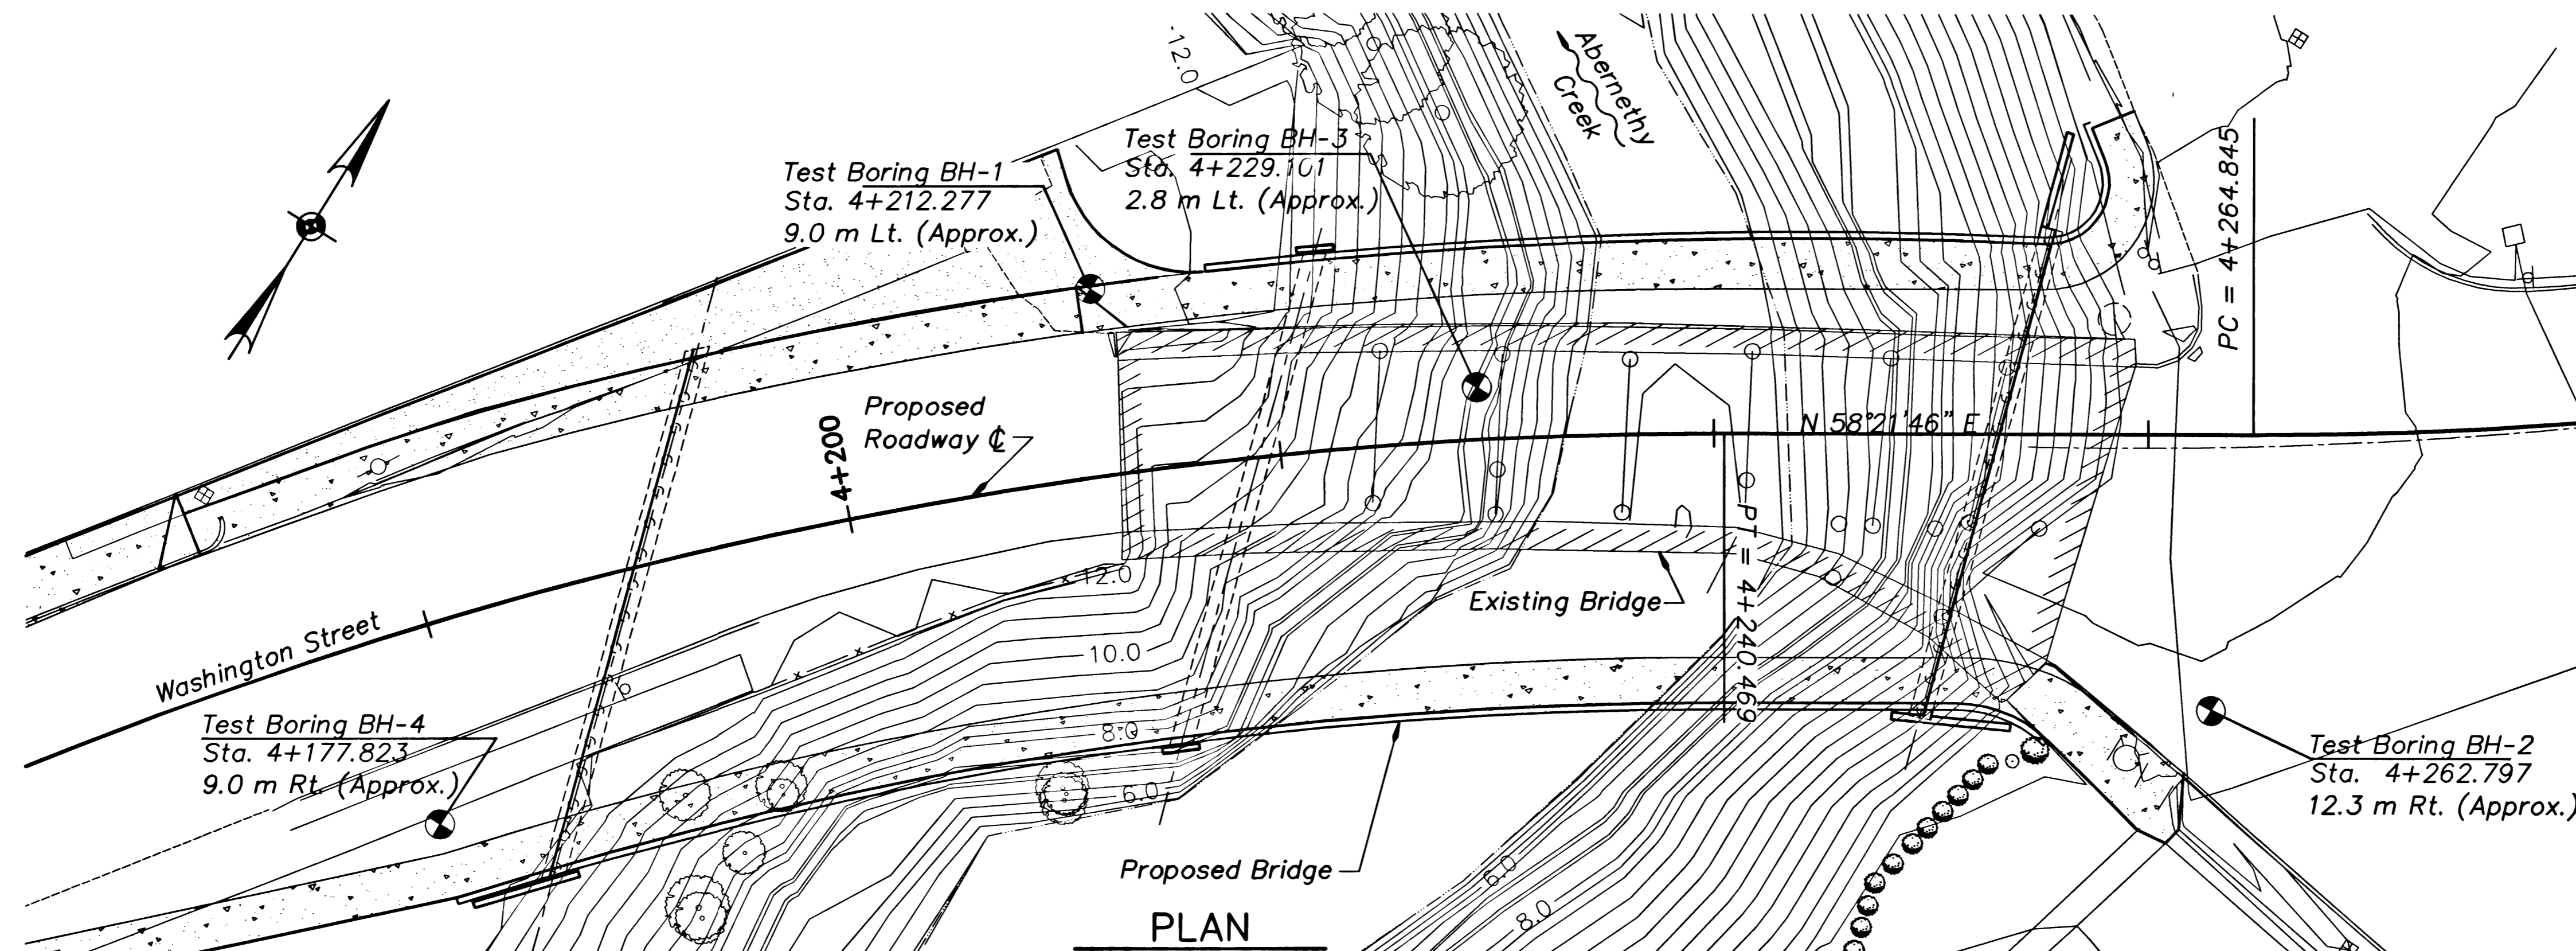 -12.0
Abernethy
Creek
Test Boring BH-3
Sta. 4+229.101
2.8 m Lt. (Approx.)
Test Boring BH-1
Sta. 4+212.277
9.0 m Lt. (Approx.)
PC = 4+264.845
Proposed
Roadway ℄
4+200
N 58°21'46" E
PT = 4+240.469
12.0
Existing Bridge
10.0
Washington Street
8.0
6.0
Test Boring BH-4
Sta. 4+177.823
9.0 m Rt. (Approx.)
Test Boring BH-2
Sta. 4+262.797
12.3 m Rt. (Approx.)
Proposed Bridge
6.0
8.0
PLAN